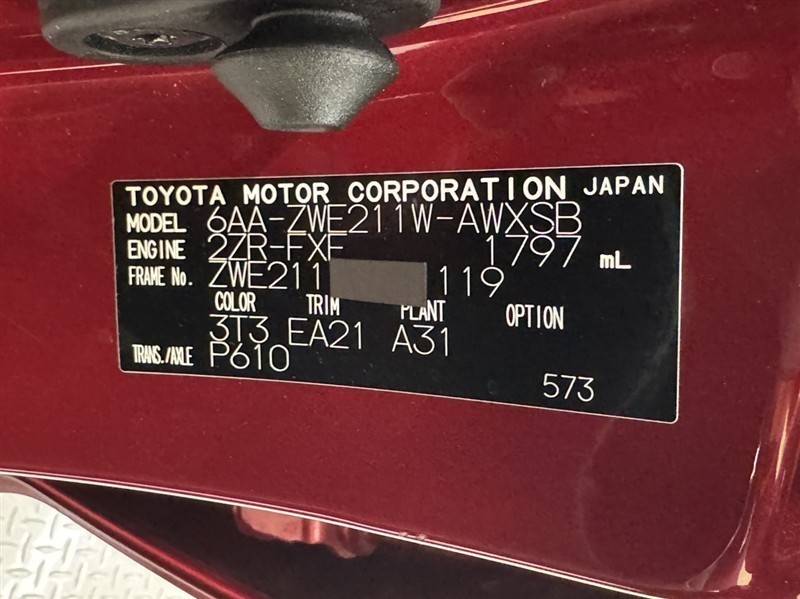 TOYOTA MOTOR CORPORATION JAPAN
MODEL 6AA-ZWE211W-AWXSB
ENGINE 2ZR-FXE 1797 mL
FRAME No. ZWE211 119
COLOR TRIM PLANT OPTION
3T3 EA21 A31
TRANS./AXLE P610
573